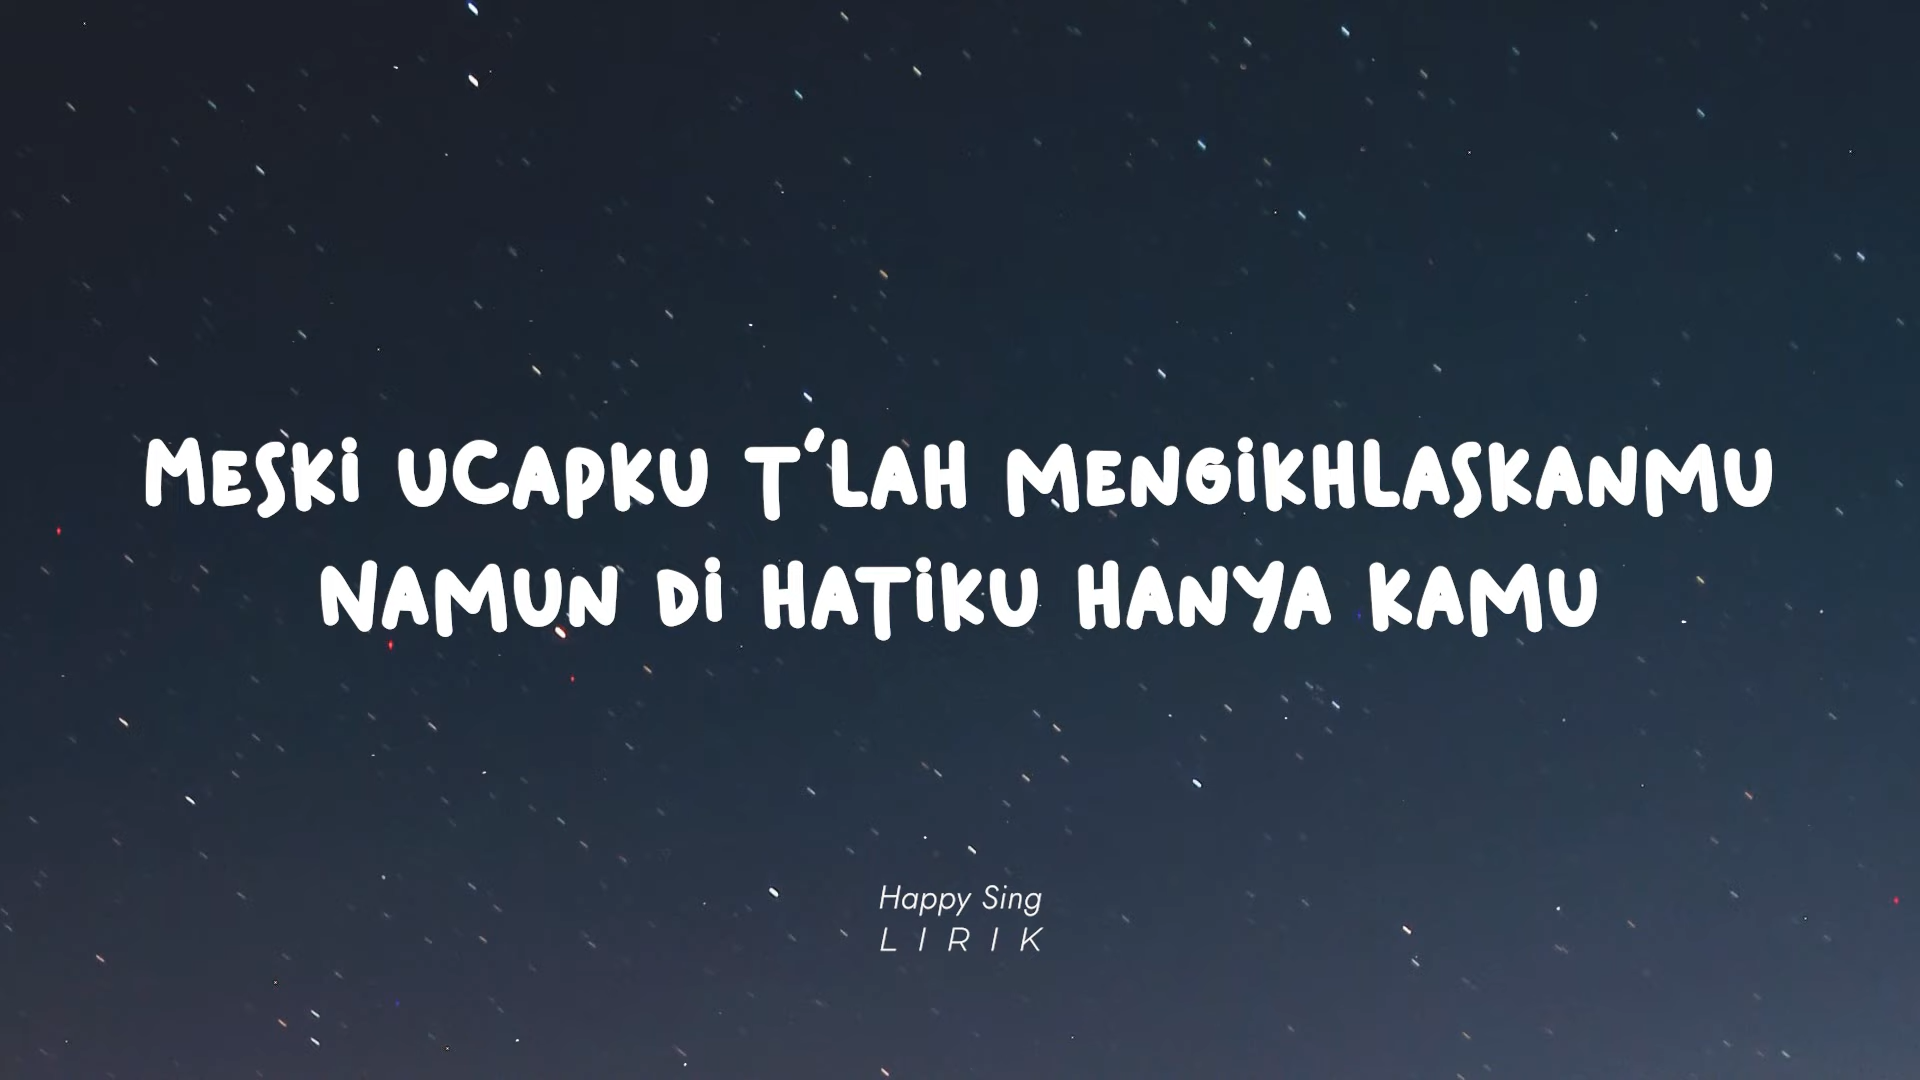 MESKi UCAPKU T'LAH MENGiKHLASKANMU
NAMUN Di HATiKU HANYA KAMU
Happy Sing
LIRIK